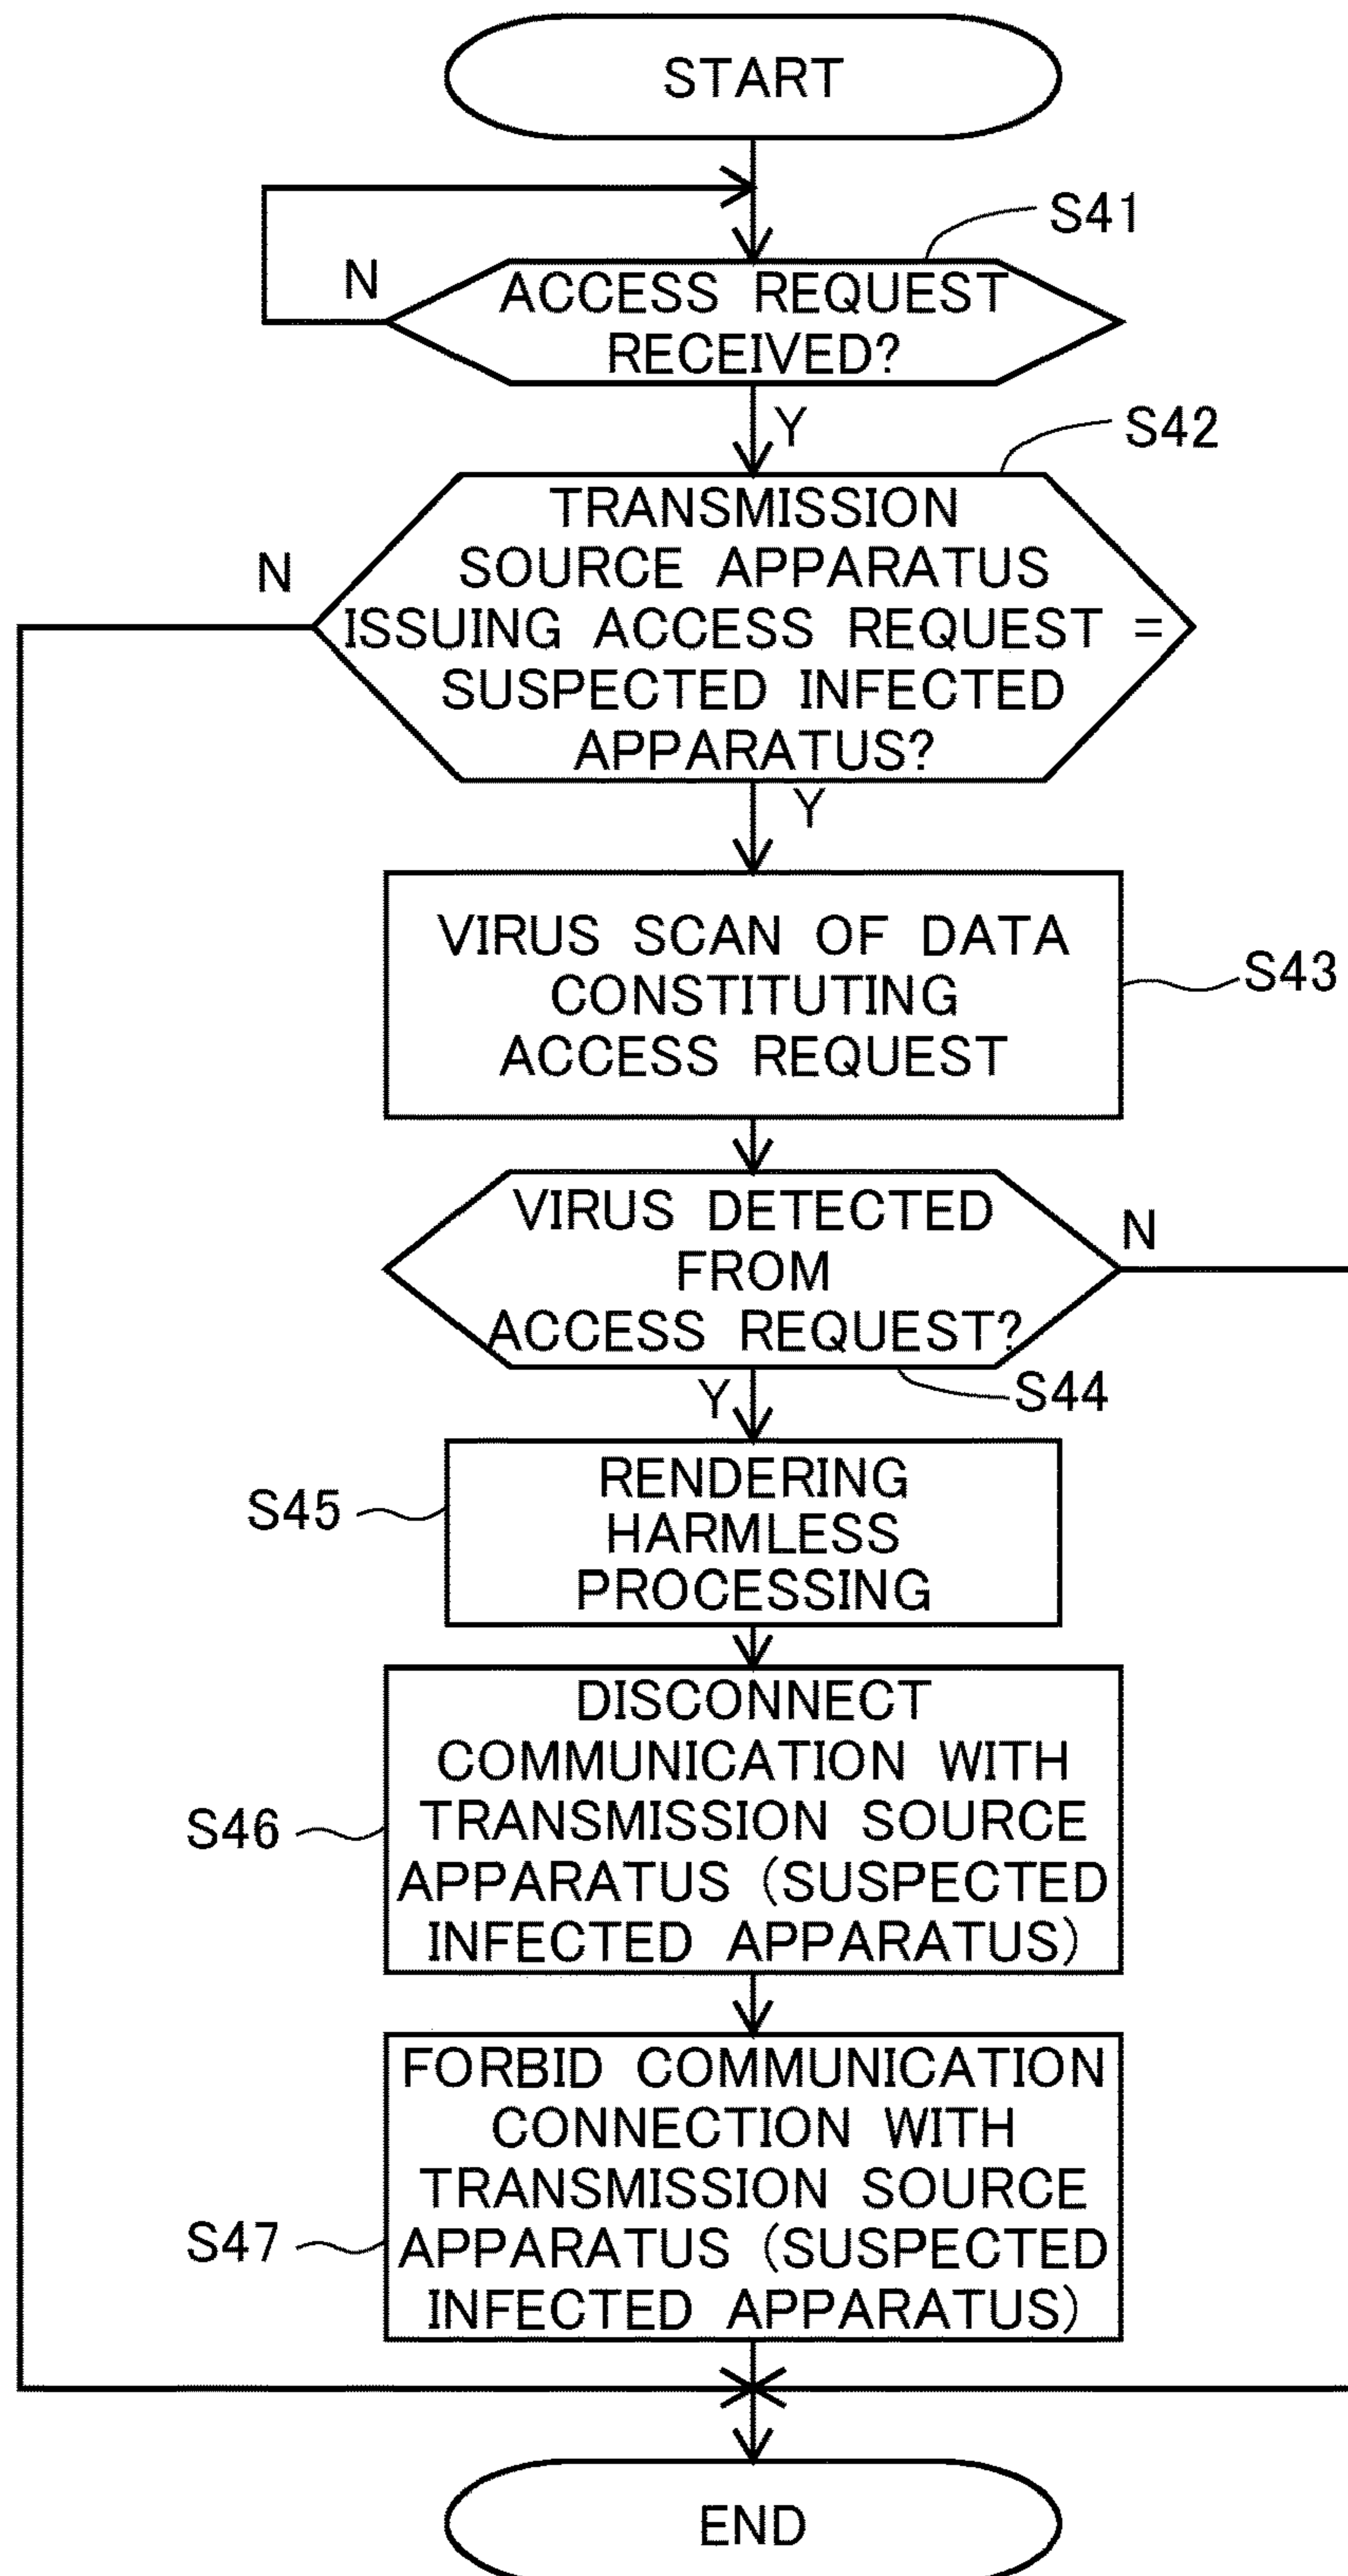 START
S41
N
ACCESS REQUEST
RECEIVED?
Y
S42
N
TRANSMISSION
SOURCE APPARATUS
ISSUING ACCESS REQUEST =
SUSPECTED INFECTED
APPARATUS?
Y
VIRUS SCAN OF DATA
CONSTITUTING
ACCESS REQUEST
S43
VIRUS DETECTED
FROM
ACCESS REQUEST?
N
Y
S44
S45
RENDERING
HARMLESS
PROCESSING
DISCONNECT
COMMUNICATION WITH
TRANSMISSION SOURCE
APPARATUS (SUSPECTED
INFECTED APPARATUS)
S46
FORBID COMMUNICATION
CONNECTION WITH
TRANSMISSION SOURCE
APPARATUS (SUSPECTED
INFECTED APPARATUS)
S47
END